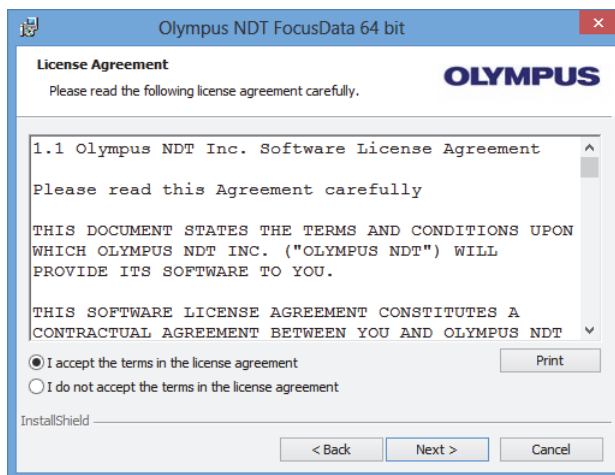 Olympus NDT FocusData 64 bit
License Agreement
Please read the following license agreement carefully.
OLYMPUS
1.1 Olympus NDT Inc. Software License Agreement
Please read this Agreement carefully
THIS DOCUMENT STATES THE TERMS AND CONDITIONS UPON
WHICH OLYMPUS NDT INC. ("OLYMPUS NDT") WILL
PROVIDE ITS SOFTWARE TO YOU.
THIS SOFTWARE LICENSE AGREEMENT CONSTITUTES A
CONTRACTUAL AGREEMENT BETWEEN YOU AND OLYMPUS NDT
I accept the terms in the license agreement
Print
I do not accept the terms in the license agreement
InstallShield
< Back
Next >
Cancel